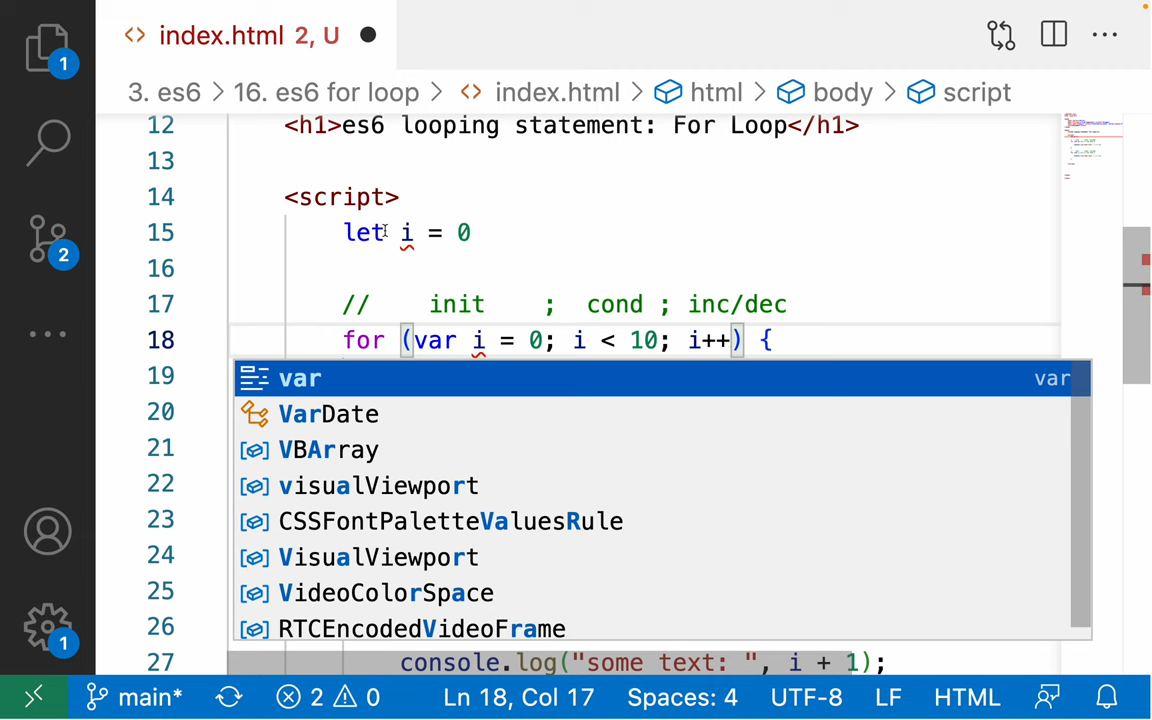 index.html 2, U
3. es6 > 16. es6 for loop > index.html > html > body > script
12 <h1>es6 looping statement: For Loop</h1>
13
14 <script>
15 let i = 0
16
17 // init ; cond ; inc/dec
18 for (var i = 0; i < 10; i++) {
19 var var
20 VarDate
21 VBArray
22 visualViewport
23 CSSFontPaletteValuesRule
24 VisualViewport
25 VideoColorSpace
26 RTCEncodedVideoFrame
27 console.log("some text: ", i + 1);
1
2
1
main* 2 0 Ln 18, Col 17 Spaces: 4 UTF-8 LF HTML